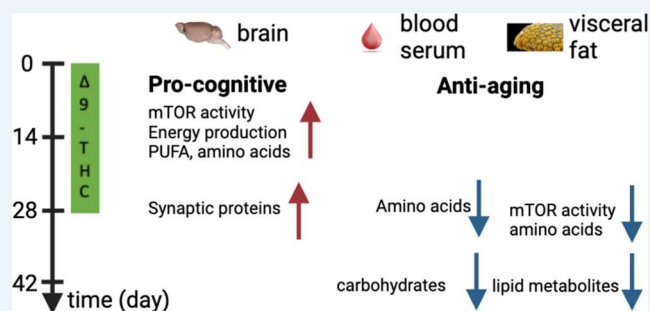 brain
blood
serum
visceral
fat
0
14
28
42
time (day)
Δ
9
-
T
H
C
Pro-cognitive
mTOR activity
Energy production
PUFA, amino acids
Synaptic proteins
Anti-aging
Amino acids
mTOR activity
amino acids
carbohydrates
lipid metabolites